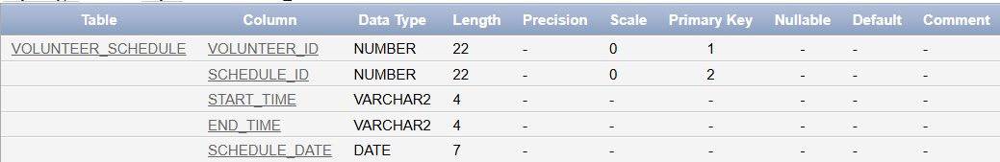 Table Column Data Type Length Precision Scale Primary Key Nullable Default Comment
VOLUNTEER_SCHEDULE VOLUNTEER_ID NUMBER 22 - 0 1 - - -
SCHEDULE_ID NUMBER 22 - 0 2 - - -
START_TIME VARCHAR2 4 - - - - - -
END_TIME VARCHAR2 4 - - - - - -
SCHEDULE_DATE DATE 7 - - - - - -